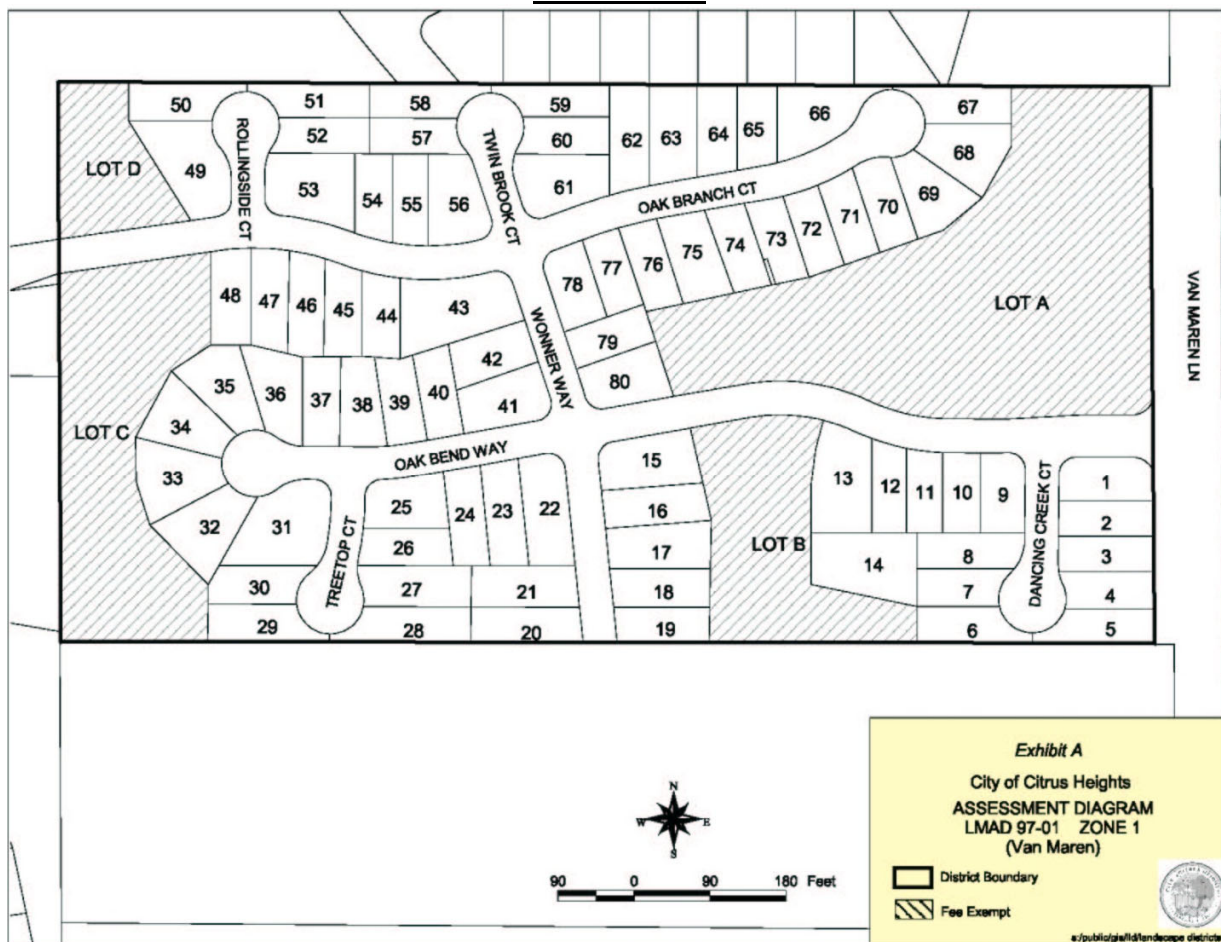 50 51 58 59 66 67
52 57 60 62 63 64 65
LOT D 49 ROLLINGSIDE CT 53 54 55 56 TWIN BROOK CT 61 68
OAK BRANCH CT 69
78 77 76 75 74 73 72 71 70
48 47 46 45 44 43 LOT A VAN MAREN LN
42 WONNER WAY 79
35 36 37 38 39 40 41 80
34
LOT C OAK BEND WAY
33 15
25 24 23 22 13 12 11 10 9 DANCING CREEK CT 1
32 31 16 2
TREETOP CT 26 17 LOT B 14 8 3
30 27 21 18 7 4
29 28 20 19 6 5
N
W E
S
90 0 90 180 Feet
Exhibit A
City of Citrus Heights
ASSESSMENT DIAGRAM
LMAD 97-01 ZONE 1
(Van Maren)
District Boundary
Fee Exempt